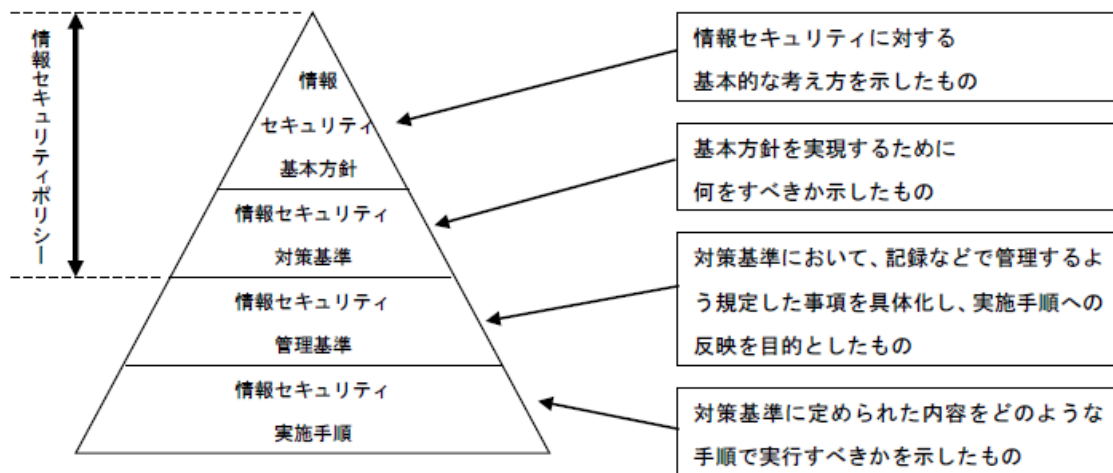 情報セキュリティポリシー
情報
セキュリティ
基本方針
情報セキュリティ
対策基準
情報セキュリティ
管理基準
情報セキュリティ
実施手順
情報セキュリティに対する
基本的な考え方を示したもの
基本方針を実現するために
何をすべきか示したもの
対策基準において、記録などで管理するよ
う規定した事項を具体化し、実施手順への
反映を目的としたもの
対策基準に定められた内容をどのような
手順で実行すべきかを示したもの